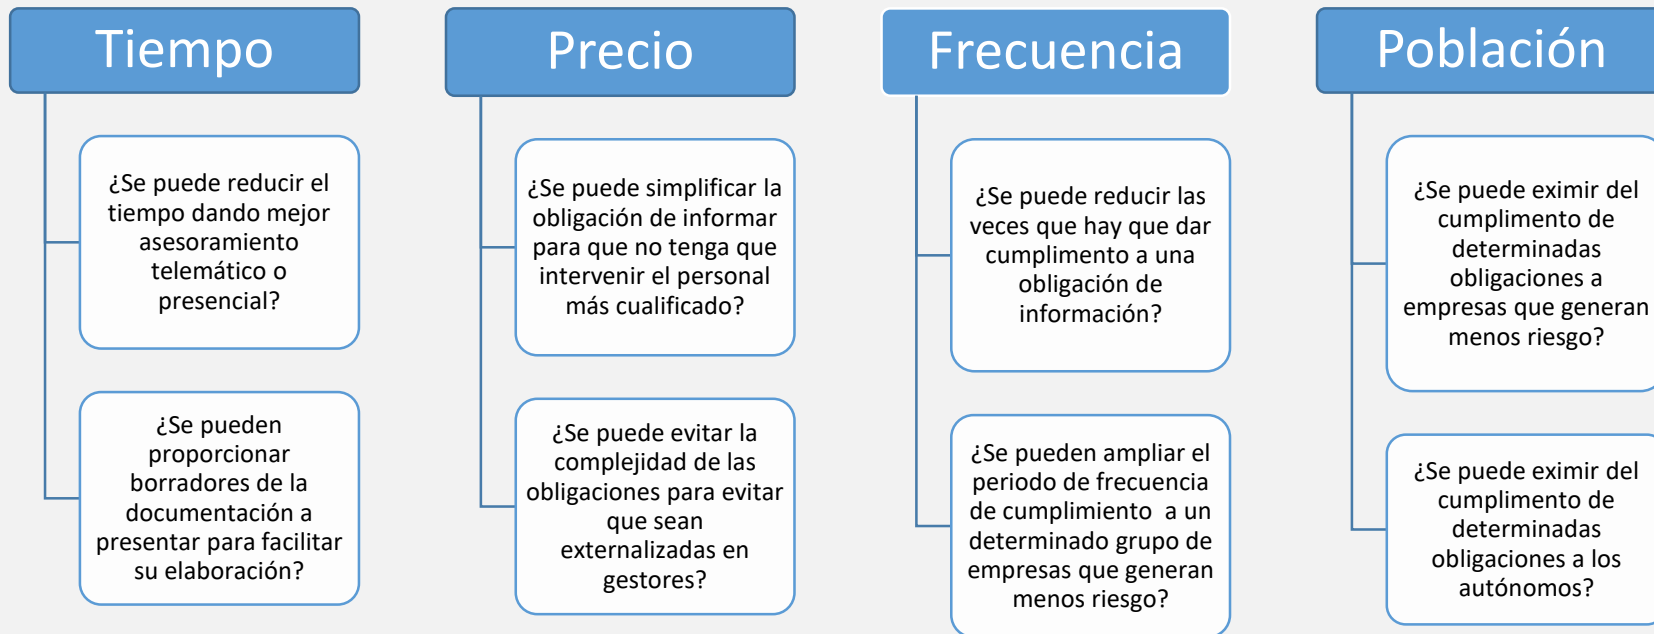 Tiempo
¿Se puede reducir el
tiempo dando mejor
asesoramiento
telemático o
presencial?
¿Se pueden
proporcionar
borradores de la
documentación a
presentar para facilitar
su elaboración?
Precio
¿Se puede simplificar la
obligación de informar
para que no tenga que
intervenir el personal
más cualificado?
¿Se puede evitar la
complejidad de las
obligaciones para evitar
que sean
externalizadas en
gestores?
Frecuencia
¿Se puede reducir las
veces que hay que dar
cumplimento a una
obligación de
información?
¿Se pueden ampliar el
periodo de frecuencia
de cumplimiento a un
determinado grupo de
empresas que generan
menos riesgo?
Población
¿Se puede eximir del
cumplimento de
determinadas
obligaciones a
empresas que generan
menos riesgo?
¿Se puede eximir del
cumplimento de
determinadas
obligaciones a los
autónomos?